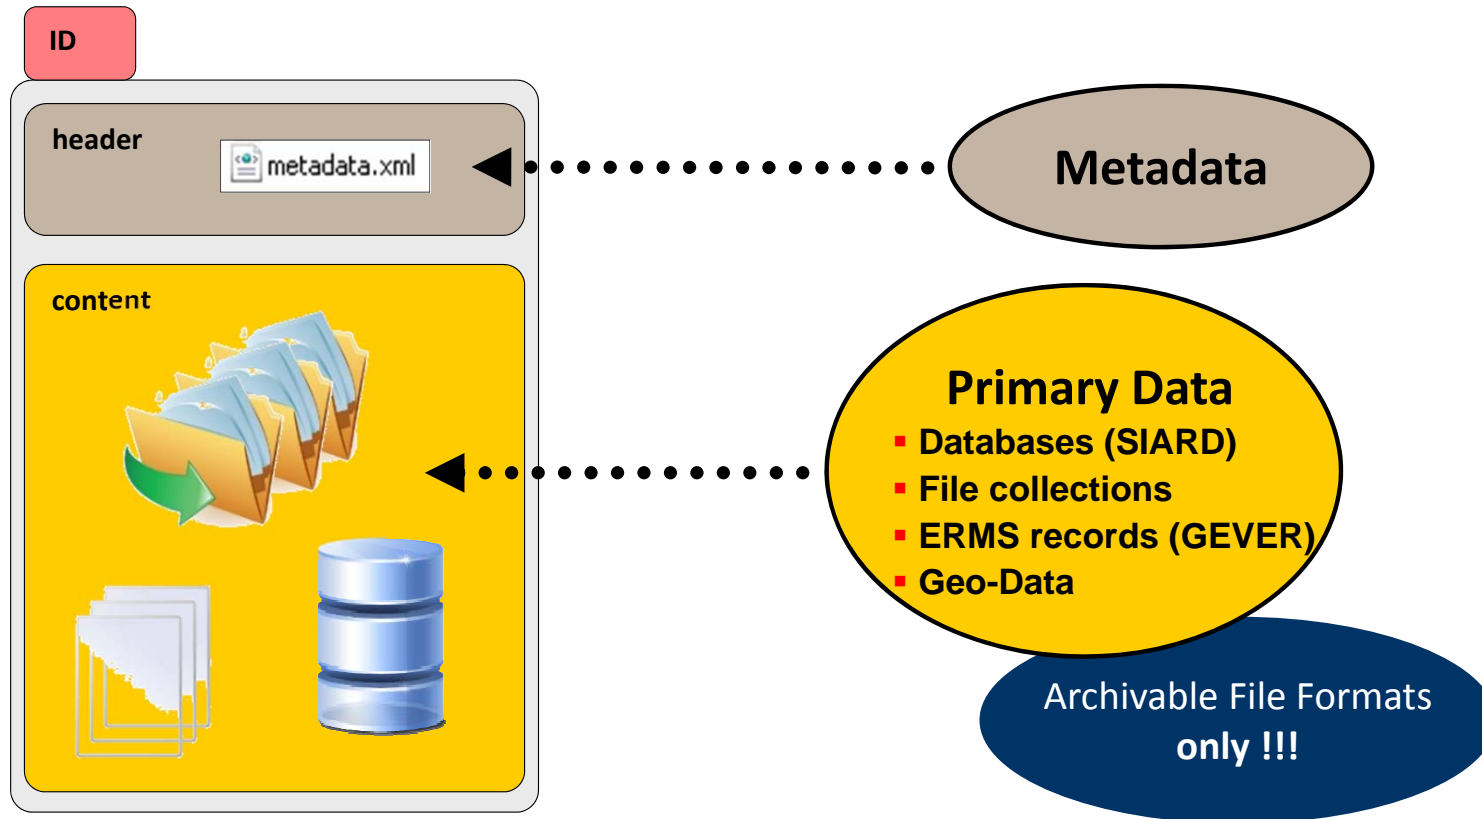 ID
header
metadata.xml
Metadata
content
Primary Data
▪ Databases (SIARD)
▪ File collections
▪ ERMS records (GEVER)
▪ Geo-Data
Archivable File Formats
only !!!